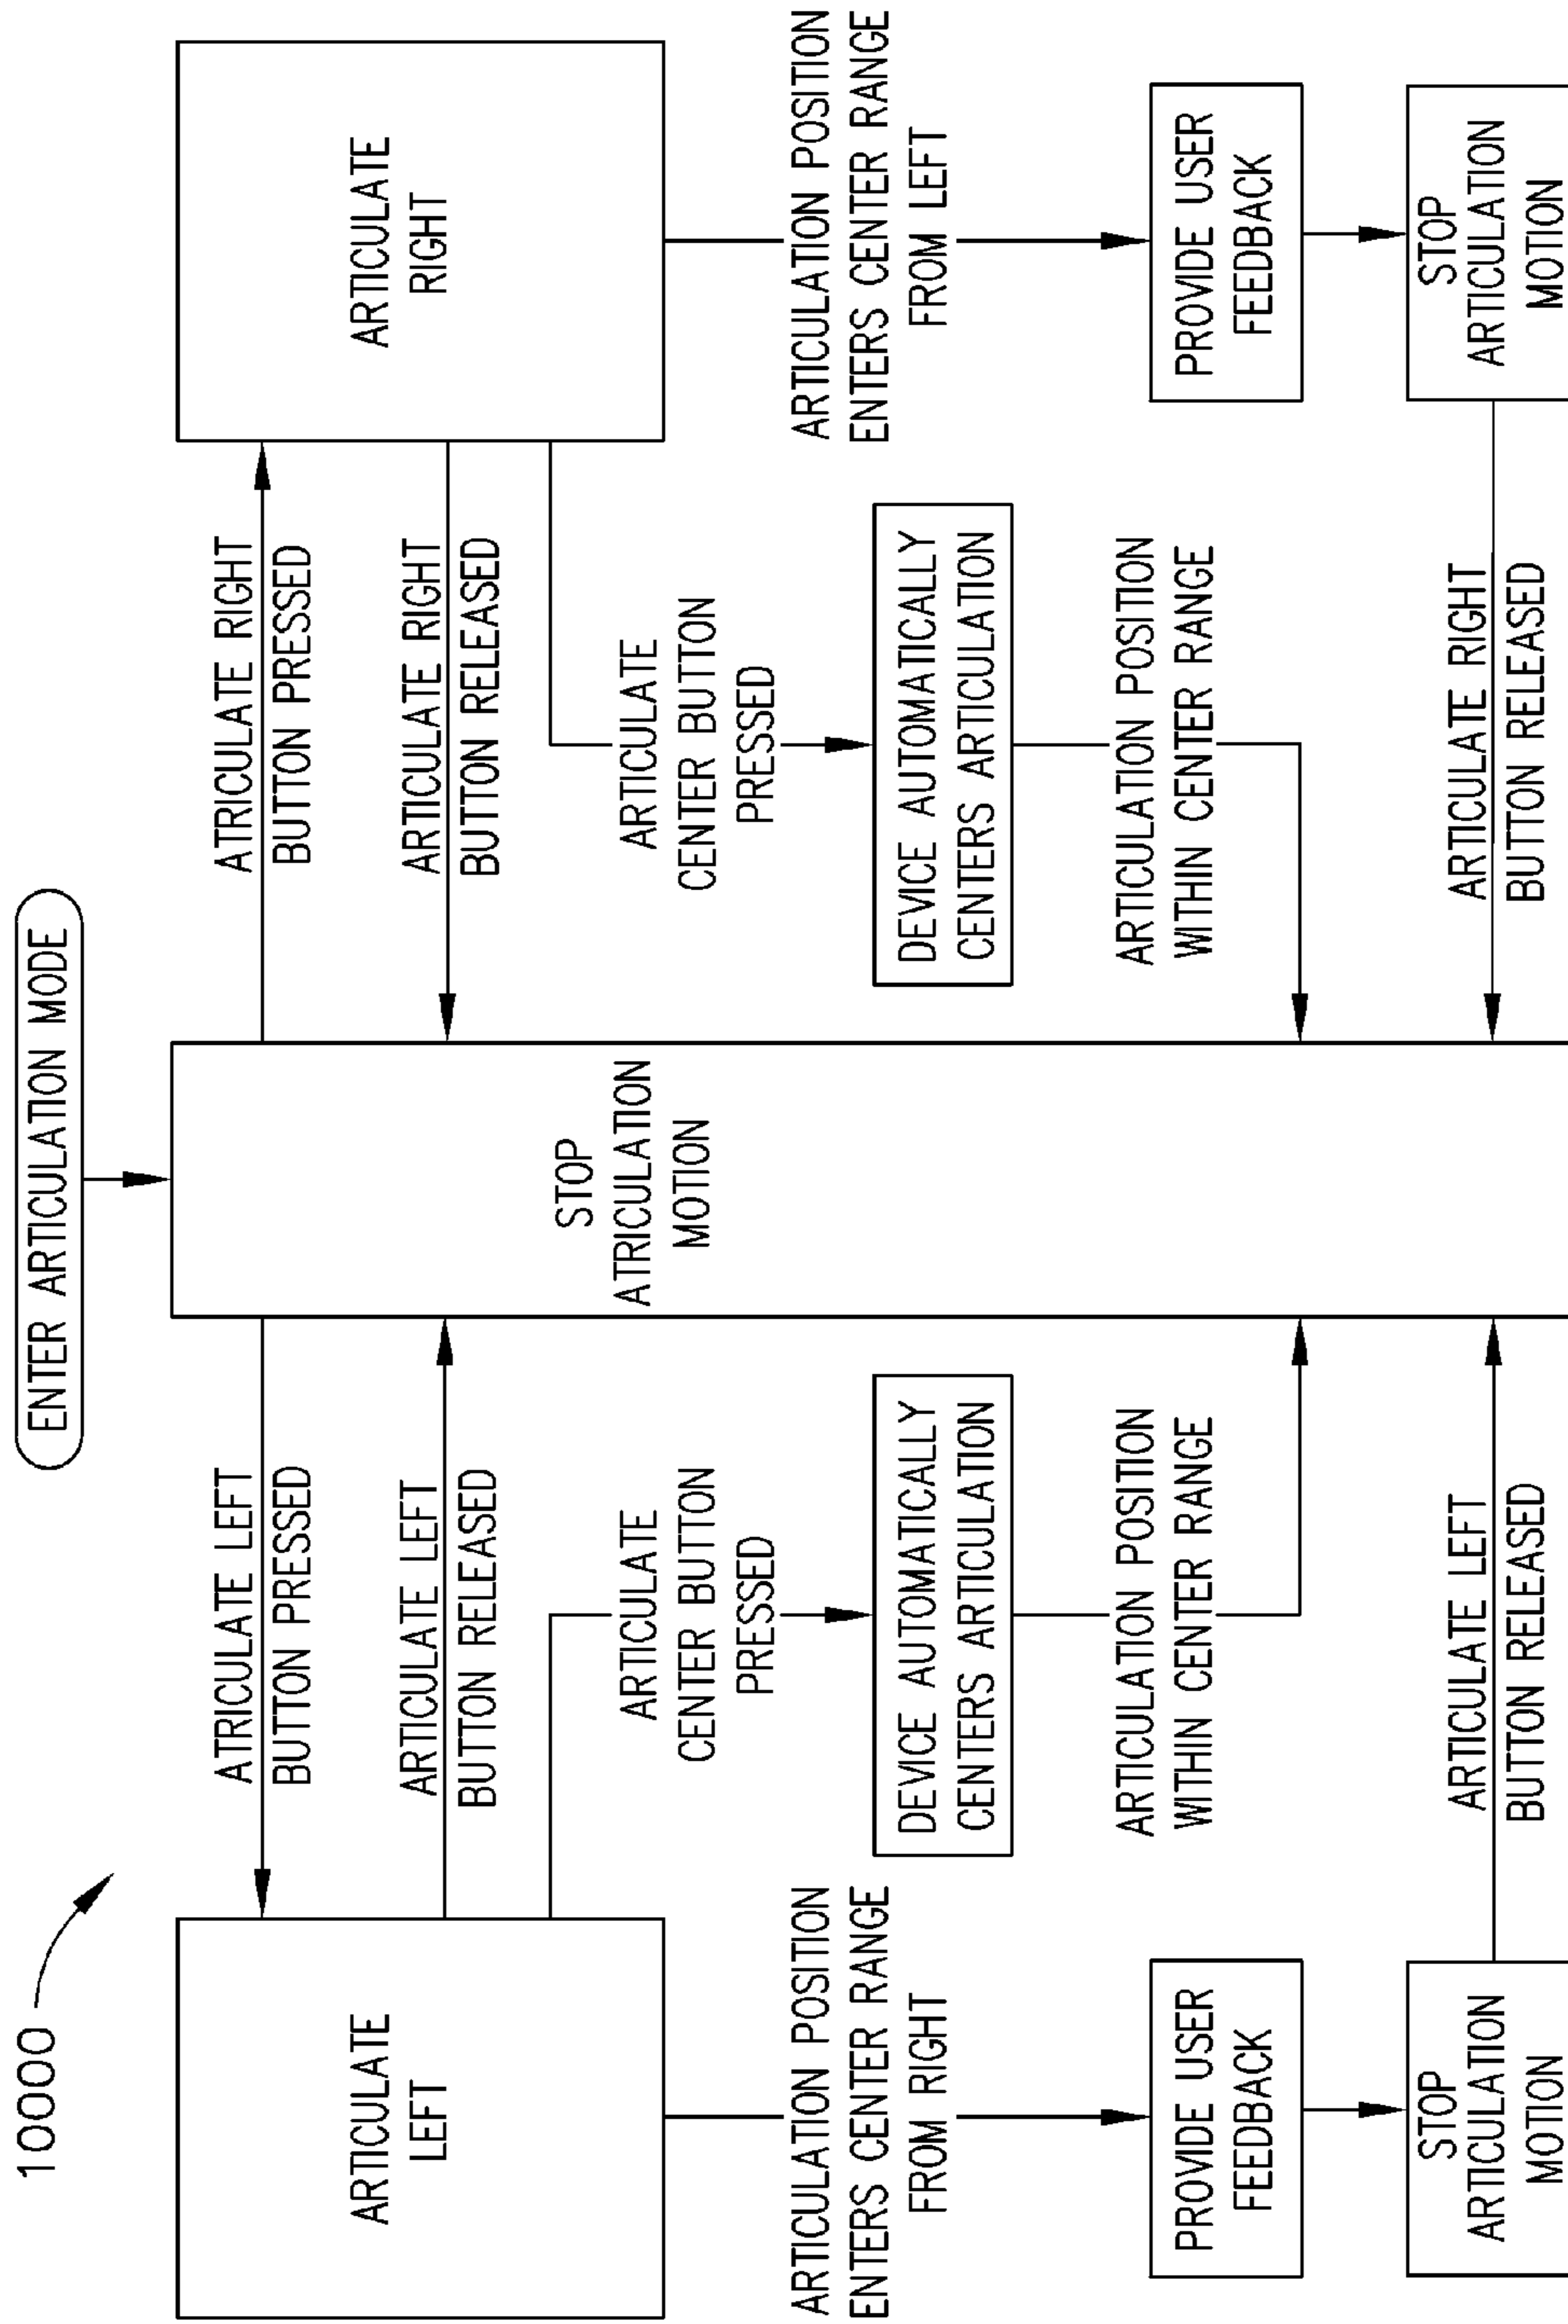 10000
ENTER ARTICULATION MODE
ARTICULATE
LEFT
ATRICULATE LEFT
BUTTON PRESSED
ARTICULATE LEFT
BUTTON RELEASED
ARTICULATE
CENTER BUTTON
PRESSED
DEVICE AUTOMATICALLY
CENTERS ARTICULATION
ARTICULATION POSITION
WITHIN CENTER RANGE
ARTICULATION POSITION
ENTERS CENTER RANGE
FROM RIGHT
PROVIDE USER
FEEDBACK
STOP
ARTICULATION
MOTION
ARTICULATE LEFT
BUTTON RELEASED
STOP
ATRICULATION
MOTION
ATRICULATE RIGHT
BUTTON PRESSED
ARTICULATE RIGHT
BUTTON RELEASED
ARTICULATE
CENTER BUTTON
PRESSED
DEVICE AUTOMATICALLY
CENTERS ARTICULATION
ARTICULATION POSITION
WITHIN CENTER RANGE
ARTICULATE RIGHT
BUTTON RELEASED
ARTICULATE
RIGHT
ARTICULATION POSITION
ENTERS CENTER RANGE
FROM LEFT
PROVIDE USER
FEEDBACK
STOP
ARTICULATION
MOTION